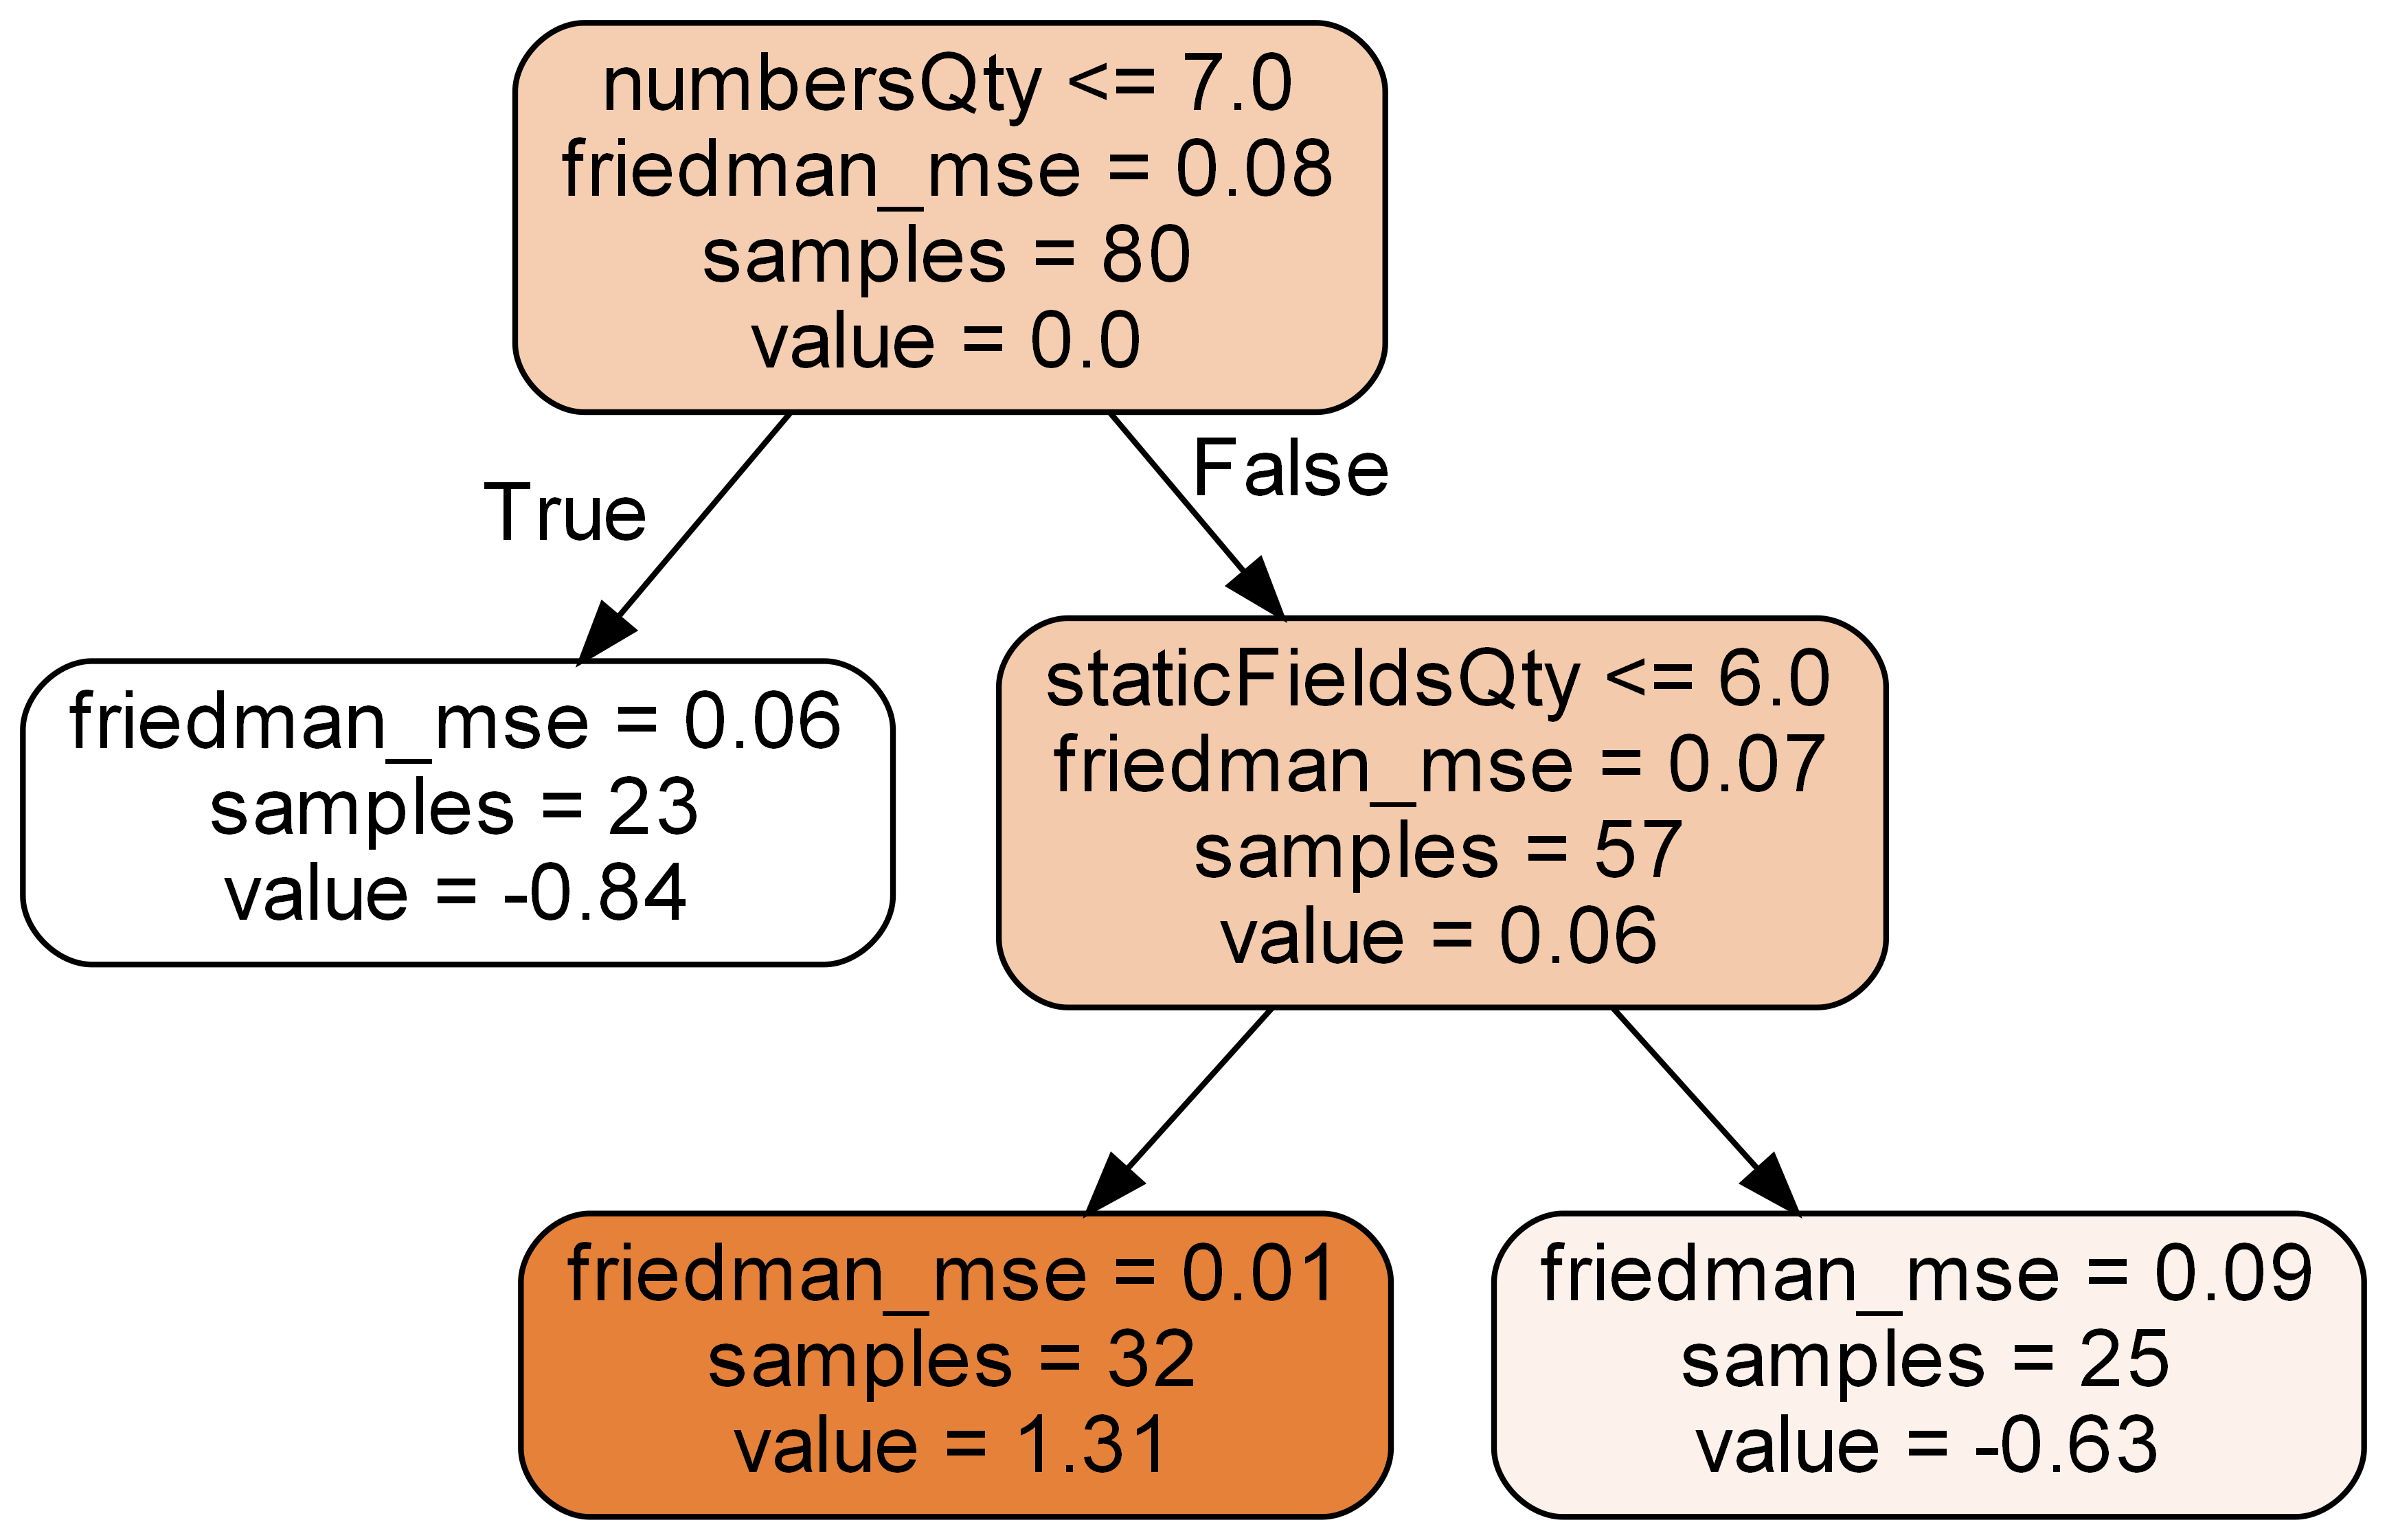 numbersQty <= 7.0
friedman_mse = 0.08
samples = 80
value = 0.0
True
False
friedman_mse = 0.06
samples = 23
value = -0.84
staticFieldsQty <= 6.0
friedman_mse = 0.07
samples = 57
value = 0.06
friedman_mse = 0.01
samples = 32
value = 1.31
friedman_mse = 0.09
samples = 25
value = -0.63